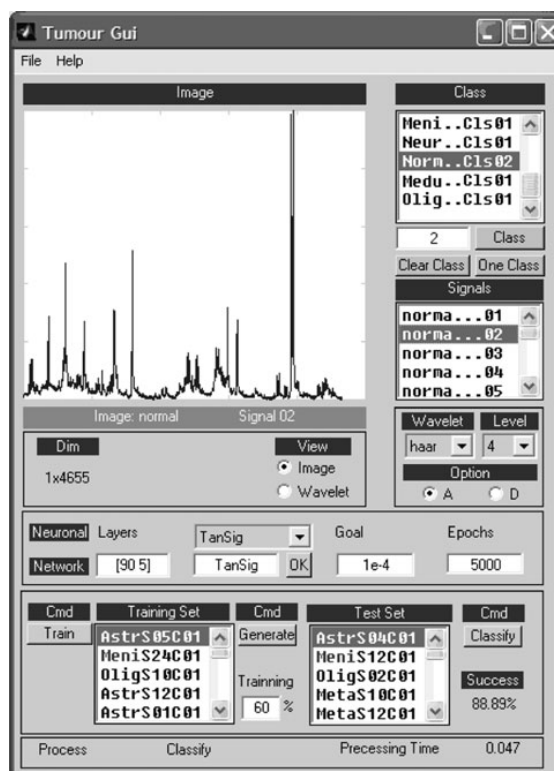 Tumour Gui
File Help
Image
Class
Meni..Cls01
Neur..Cls01
Norm..Cls02
Medu..Cls01
Olig..Cls01
2 Class
Clear Class One Class
Signals
norma...01
norma...02
norma...03
norma...04
norma...05
Image: normal Signal 02
Dim
1x4655
View
Image
Wavelet
Wavelet Level
haar 4
Option
A D
Neuronal Layers TanSig Goal Epochs
Network [90 5] TanSig OK 1e-4 5000
Cmd Training Set Cmd Test Set Cmd
Train
AstrS05C01
MeniS24C01
OligS10C01
AstrS12C01
AstrS01C01
Generate
Trainning
60 %
AstrS04C01
MeniS12C01
OligS02C01
MetaS10C01
MetaS12C01
Classify
Success
88.89%
Process Classify Precessing Time 0.047